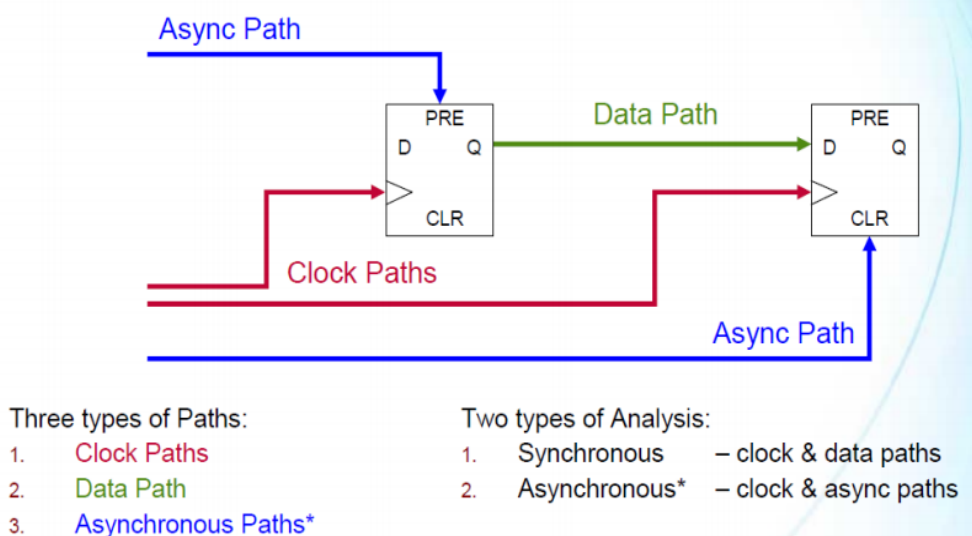 Async Path
PRE
D Q
CLR
Data Path
PRE
D Q
CLR
Clock Paths
Async Path
Three types of Paths:
1. Clock Paths
2. Data Path
3. Asynchronous Paths*
Two types of Analysis:
1. Synchronous – clock & data paths
2. Asynchronous* – clock & async paths